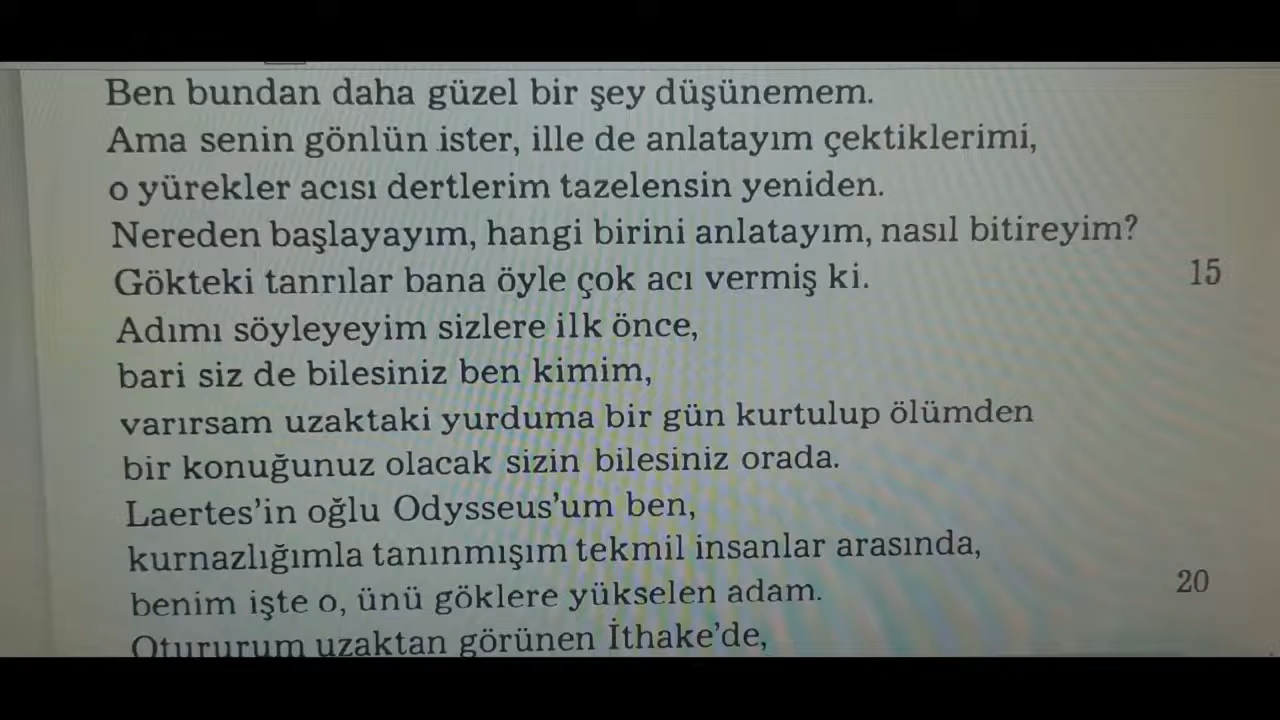 Ben bundan daha güzel bir şey düşünemem.
Ama senin gönlün ister, ille de anlatayım çektiklerimi,
o yürekler acısı dertlerim tazelensin yeniden.
Nereden başlayayım, hangi birini anlatayım, nasıl bitireyim?
Gökteki tanrılar bana öyle çok acı vermiş ki. 15
Adımı söyleyeyim sizlere ilk önce,
bari siz de bilesiniz ben kimim,
varırsam uzaktaki yurduma bir gün kurtulup ölümden
bir konuğunuz olacak sizin bilesiniz orada.
Laertes'in oğlu Odysseus'um ben,
kurnazlığımla tanınmışım tekmil insanlar arasında,
benim işte o, ünü göklere yükselen adam. 20
Otururum uzaktan görünen İthake'de,